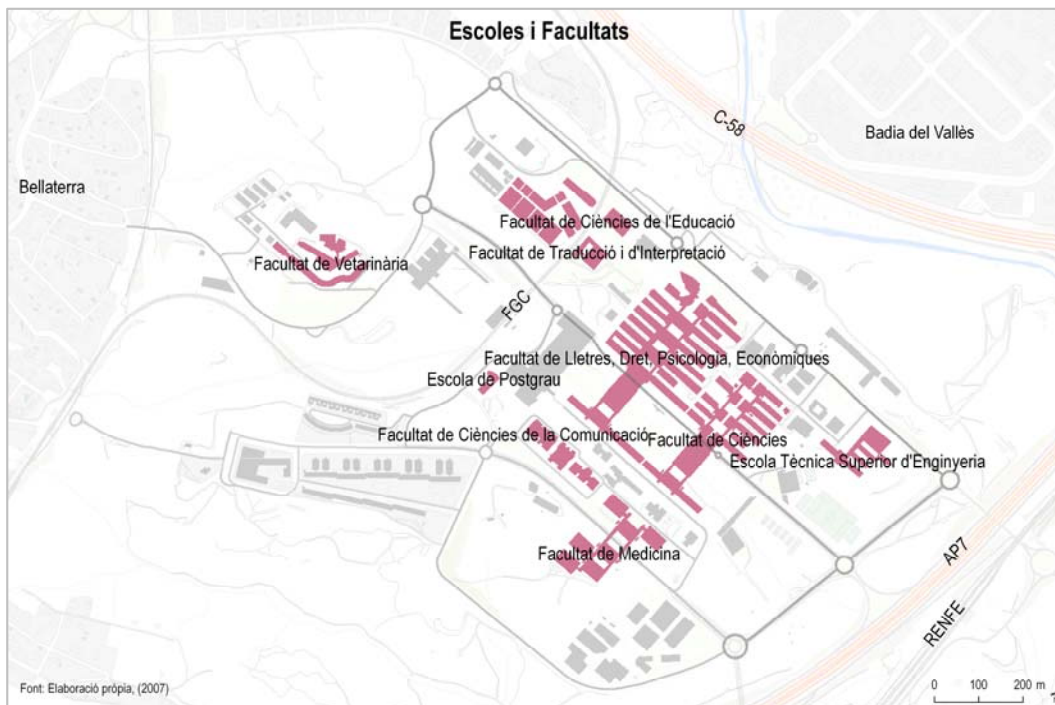 Escoles i Facultats
C-58
Badia del Vallès
Bellaterra
Facultat de Ciències de l'Educació
Facultat de Traducció i d'Interpretació
Facultat de Vetarinària
FGC
Facultat de Lletres, Dret, Psicologia, Econòmiques
Escola de Postgrau
Facultat de Ciències de la Comunicació
Facultat de Ciències
Escola Tècnica Superior d'Enginyeria
Facultat de Medicina
AP7
RENFE
Font: Elaboració pròpia, (2007)
0 100 200 m